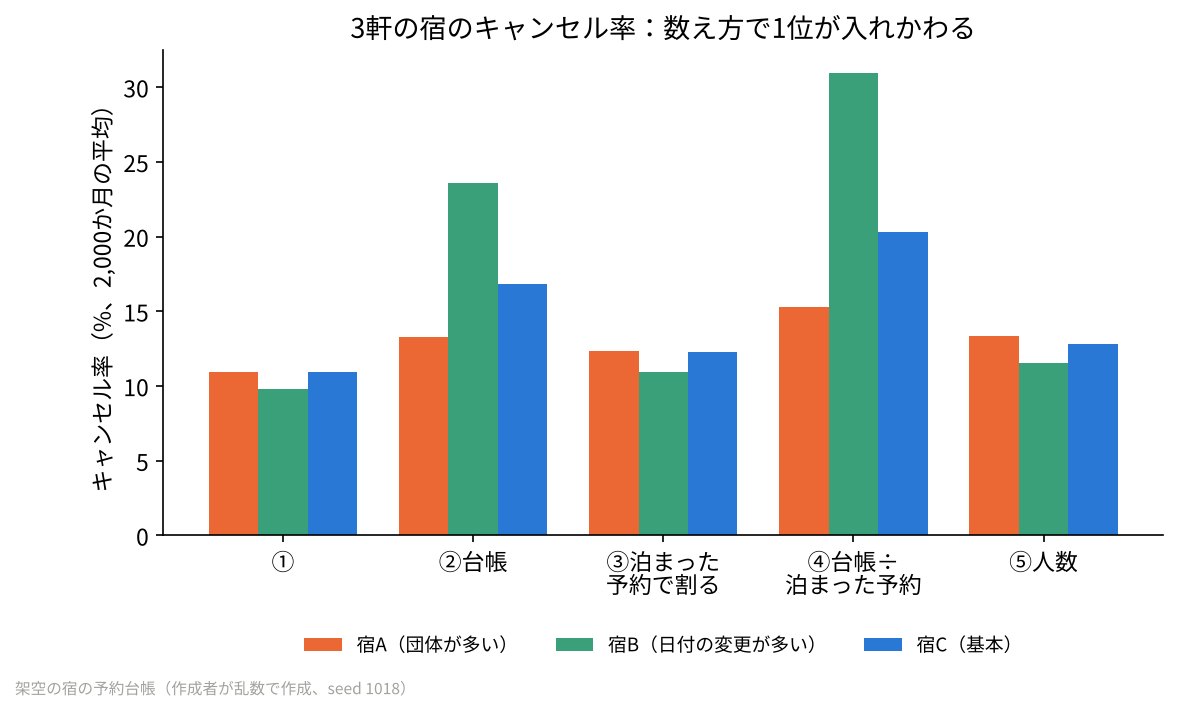 3軒の宿のキャンセル率：数え方で1位が入れかわる
キャンセル率（%、2,000か月の平均）
30
25
20
15
10
5
0
①
②台帳
③泊まった
予約で割る
④台帳÷
泊まった予約
⑤人数
宿A（団体が多い）
宿B（日付の変更が多い）
宿C（基本）
架空の宿の予約台帳（作成者が乱数で作成、seed 1018）